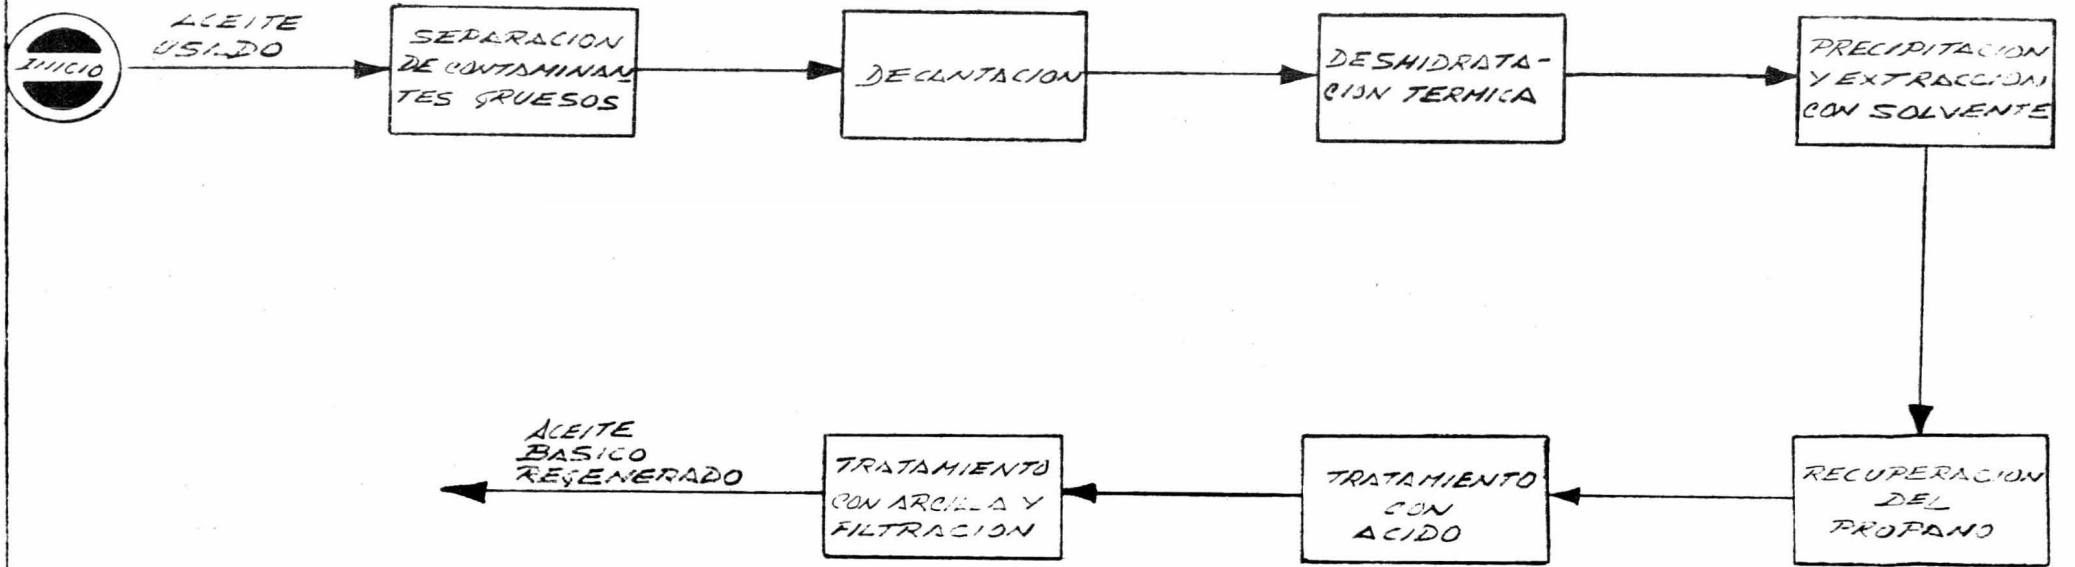 INICIO
ACEITE
USADO
SEPARACION
DE CONTAMINAN
TES GRUESOS
DECANTACION
DESHIDRATA-
CION TERMICA
PRECIPITACION
Y EXTRACCION
CON SOLVENTE
RECUPERACION
DEL
PROPANO
TRATAMIENTO
CON
ACIDO
TRATAMIENTO
CON ARCILLA Y
FILTRACION
ACEITE
BASICO
REGENERADO